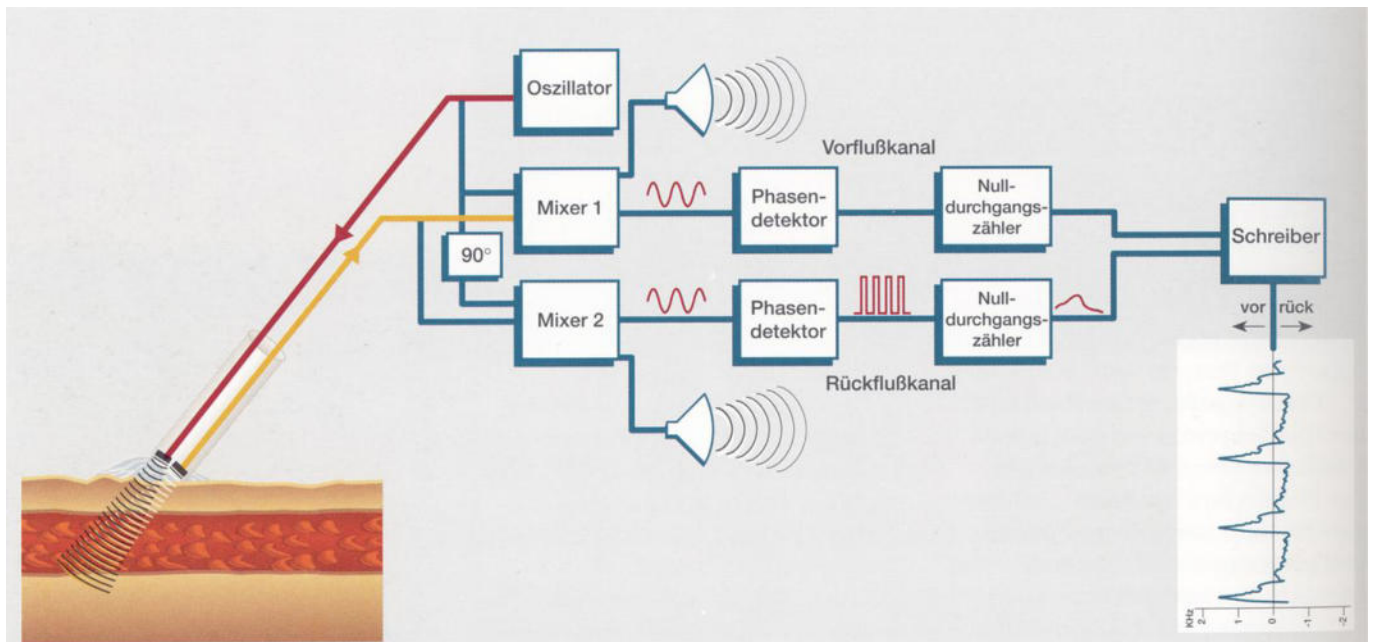 Oszillator
Vorflußkanal
Mixer 1
Phasen-
detektor
Null-
durchgangs-
zähler
Schreiber
90°
Mixer 2
Phasen-
detektor
Null-
durchgangs-
zähler
vor rück
Rückflußkanal
KHz 2 1 0 -1 -2